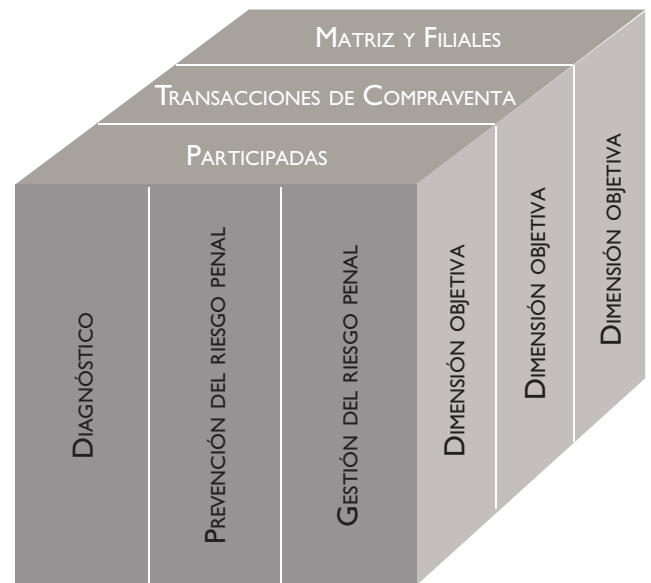 Matriz y Filiales
Transacciones de Compraventa
Participadas
Diagnóstico
Prevención del riesgo penal
Gestión del riesgo penal
Dimensión objetiva
Dimensión objetiva
Dimensión objetiva